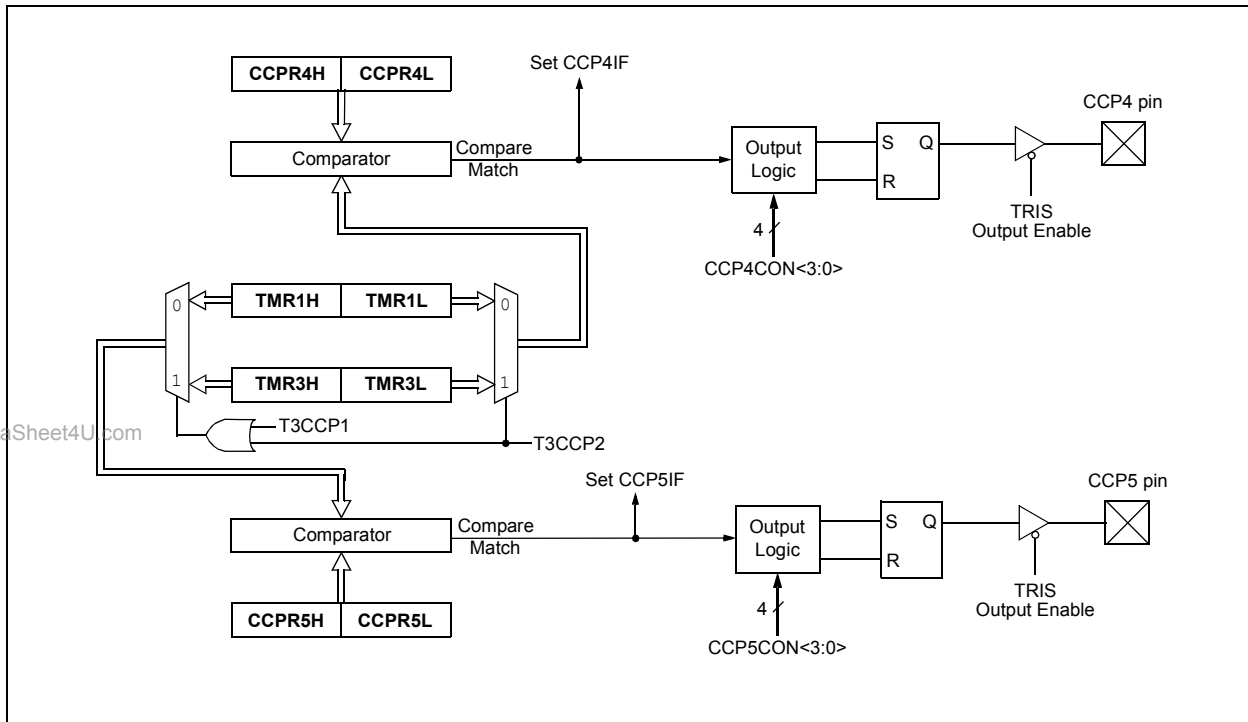 CCPR4H CCPR4L
Set CCP4IF
CCP4 pin
Comparator
Compare
Match
Output
Logic
S Q
R
TRIS
Output Enable
4
CCP4CON<3:0>
0 TMR1H TMR1L 0
1 TMR3H TMR3L 1
T3CCP1
aSheet4U.com
T3CCP2
Set CCP5IF
CCP5 pin
Comparator
Compare
Match
Output
Logic
S Q
R
TRIS
Output Enable
4
CCPR5H CCPR5L
CCP5CON<3:0>